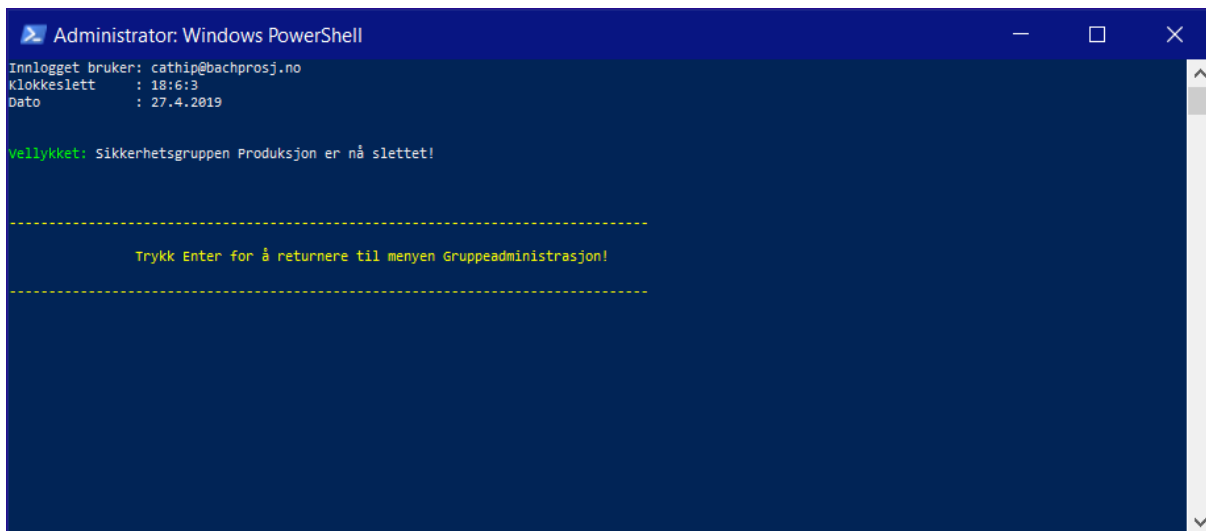 Administrator: Windows PowerShell
Innlogget bruker: cathip@bachprosj.no
Klokkeslett     : 18:6:3
Dato            : 27.4.2019
Vellykket: Sikkerhetsgruppen Produksjon er nå slettet!
--------------------------------------------------------------------------------
Trykk Enter for å returnere til menyen Gruppeadministrasjon!
--------------------------------------------------------------------------------